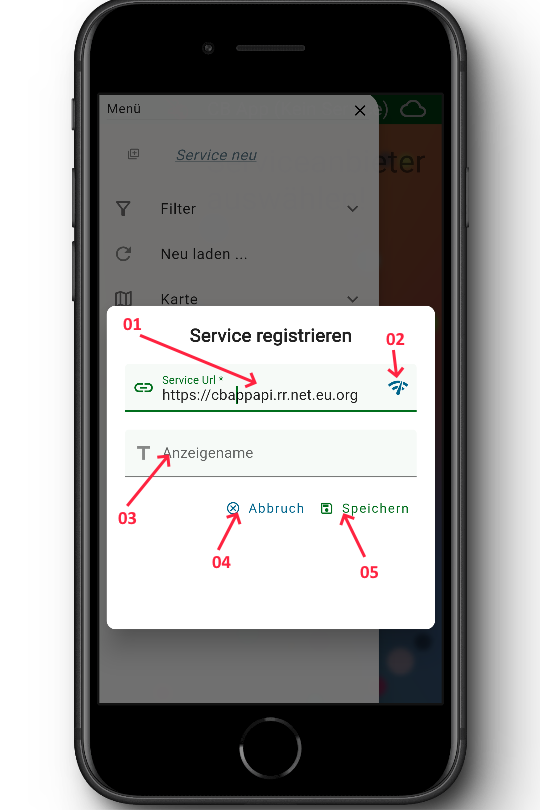 Menü
e)
Service neu
eter
Filter
Neu laden ...
Karte
01
Service registrieren
02
Service Url *
https://cbappapi.rr.net.eu.org
Anzeigename
03
Abbruch
Speichern
04
05